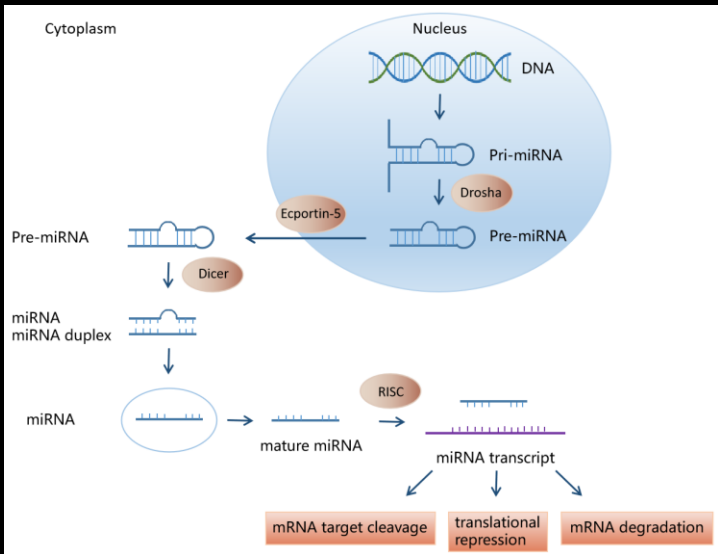 Cytoplasm
Nucleus
DNA
Pri-miRNA
Drosha
Ecportin-5
Pre-miRNA
Pre-miRNA
Dicer
miRNA
miRNA duplex
miRNA
mature miRNA
RISC
miRNA transcript
mRNA target cleavage
translational
repression
mRNA degradation